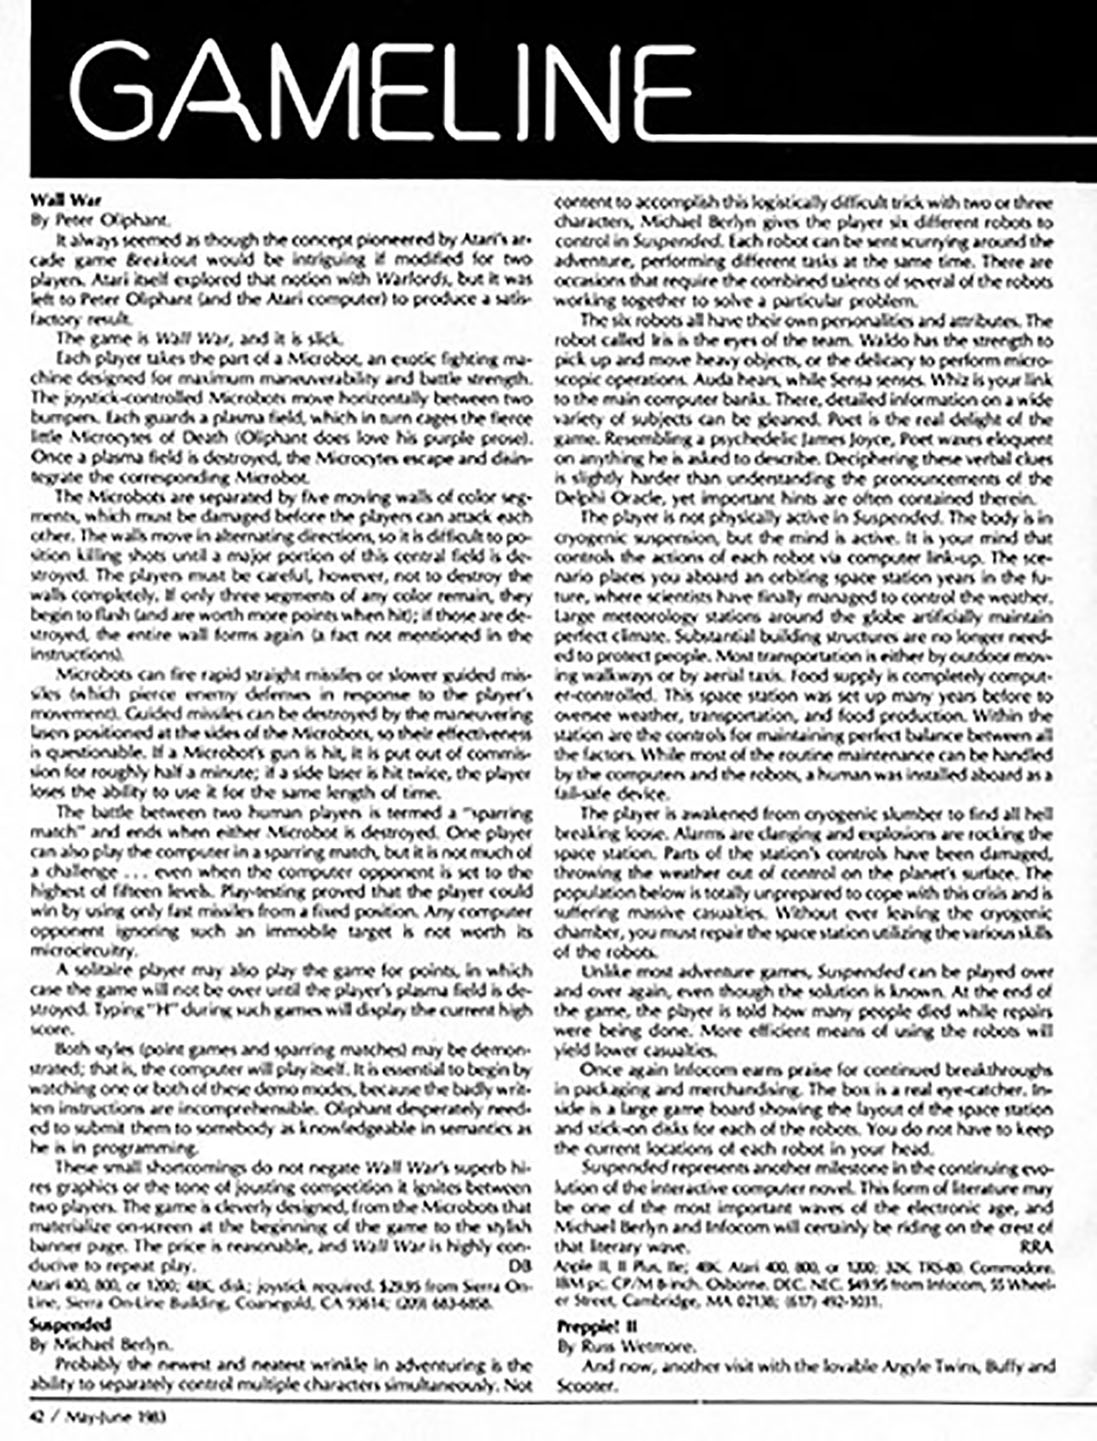 GAMELINE
Wall War
By Peter Oliphant.
It always seemed as though the concept pioneered by Atari's ar-
cade game Breakout would be intriguing if modified for two
players. Atari itself explored that notion with Warlords, but it was
left to Peter Oliphant (and the Atari computer) to produce a satis-
factory result.
The game is Wall War, and it is slick.
Each player takes the part of a Microbot, an exotic fighting ma-
chine designed for maximum maneuverability and battle strength.
The joystick-controlled Microbots move horizontally between two
bumpers. Each guards a plasma field, which in turn cages the fierce
little Microcytes of Death (Oliphant does love his purple prose).
Once a plasma field is destroyed, the Microcytes escape and disin-
tegrate the corresponding Microbot.
The Microbots are separated by five moving walls of color seg-
ments, which must be damaged before the players can attack each
other. The walls move in alternating directions, so it is difficult to po-
sition killing shots until a major portion of this central field is de-
stroyed. The players must be careful, however, not to destroy the
walls completely. If only three segments of any color remain, they
begin to flash (and are worth more points when hit); if those are de-
stroyed, the entire wall forms again (a fact not mentioned in the
instructions).
Microbots can fire rapid straight missiles or slower guided mis-
siles (which pierce enemy defenses in response to the player's
movement). Guided missiles can be destroyed by the maneuvering
lasers positioned at the sides of the Microbots, so their effectiveness
is questionable. If a Microbot's gun is hit, it is put out of commis-
sion for roughly half a minute; if a side laser is hit twice, the player
loses the ability to use it for the same length of time.
The battle between two human players is termed a "sparring
match" and ends when either Microbot is destroyed. One player
can also play the computer in a sparring match, but it is not much of
a challenge . . . even when the computer opponent is set to the
highest of fifteen levels. Play-testing proved that the player could
win by using only fast missiles from a fixed position. Any computer
opponent ignoring such an immobile target is not worth its
microcircuitry.
A solitaire player may also play the game for points, in which
case the game will not be over until the player's plasma field is de-
stroyed. Typing "H" during such games will display the current high
score.
Both styles (point games and sparring matches) may be demon-
strated; that is, the computer will play itself. It is essential to begin by
watching one or both of these demo modes, because the badly writ-
ten instructions are incomprehensible. Oliphant desperately need-
ed to submit them to somebody as knowledgeable in semantics as
he is in programming.
These small shortcomings do not negate Wall War's superb hi-
res graphics or the tone of jousting competition it ignites between
two players. The game is cleverly designed, from the Microbots that
materialize on-screen at the beginning of the game to the stylish
banner page. The price is reasonable, and Wall War is highly con-
ducive to repeat play. DB
Atari 400, 800, or 1200; 48K, disk; joystick required. $29.95 from Sierra On-
Line, Sierra On-Line Building, Coarsegold, CA 93614; (209) 683-6858.
Suspended
By Michael Berlyn.
Probably the newest and neatest wrinkle in adventuring is the
ability to separately control multiple characters simultaneously. Not
content to accomplish this logistically difficult trick with two or three
characters, Michael Berlyn gives the player six different robots to
control in Suspended. Each robot can be sent scurrying around the
adventure, performing different tasks at the same time. There are
occasions that require the combined talents of several of the robots
working together to solve a particular problem.
The six robots all have their own personalities and attributes. The
robot called Iris is the eyes of the team. Waldo has the strength to
pick up and move heavy objects, or the delicacy to perform micro-
scopic operations. Auda hears, while Sensa senses. Whiz is your link
to the main computer banks. There, detailed information on a wide
variety of subjects can be gleaned. Poet is the real delight of the
game. Resembling a psychedelic James Joyce, Poet waxes eloquent
on anything he is asked to describe. Deciphering these verbal clues
is slightly harder than understanding the pronouncements of the
Delphi Oracle, yet important hints are often contained therein.
The player is not physically active in Suspended. The body is in
cryogenic suspension, but the mind is active. It is your mind that
controls the actions of each robot via computer link-up. The sce-
nario places you aboard an orbiting space station years in the fu-
ture, where scientists have finally managed to control the weather.
Large meteorology stations around the globe artificially maintain
perfect climate. Substantial building structures are no longer need-
ed to protect people. Most transportation is either by outdoor mov-
ing walkways or by aerial taxis. Food supply is completely comput-
er-controlled. This space station was set up many years before to
oversee weather, transportation, and food production. Within the
station are the controls for maintaining perfect balance between all
the factors. While most of the routine maintenance can be handled
by the computers and the robots, a human was installed aboard as a
fail-safe device.
The player is awakened from cryogenic slumber to find all hell
breaking loose. Alarms are clanging and explosions are rocking the
space station. Parts of the station's controls have been damaged,
throwing the weather out of control on the planet's surface. The
population below is totally unprepared to cope with this crisis and is
suffering massive casualties. Without ever leaving the cryogenic
chamber, you must repair the space station utilizing the various skills
of the robots.
Unlike most adventure games, Suspended can be played over
and over again, even though the solution is known. At the end of
the game, the player is told how many people died while repairs
were being done. More efficient means of using the robots will
yield lower casualties.
Once again Infocom earns praise for continued breakthroughs
in packaging and merchandising. The box is a real eye-catcher. In-
side is a large game board showing the layout of the space station
and stick-on disks for each of the robots. You do not have to keep
the current locations of each robot in your head.
Suspended represents another milestone in the continuing evo-
lution of the interactive computer novel. This form of literature may
be one of the most important waves of the electronic age, and
Michael Berlyn and Infocom will certainly be riding on the crest of
that literary wave. RRA
Apple II, II Plus, IIe; 48K. Atari 400, 800, or 1200; 32K. TRS-80. Commodore.
IBM pc. CP/M 8-inch. Osborne. DEC. NEC. $49.95 from Infocom, 55 Wheel-
er Street, Cambridge, MA 02138; (617) 492-1031.
Preppie! II
By Russ Wetmore.
And now, another visit with the lovable Argyle Twins, Buffy and
Scooter.
42 / May-June 1983